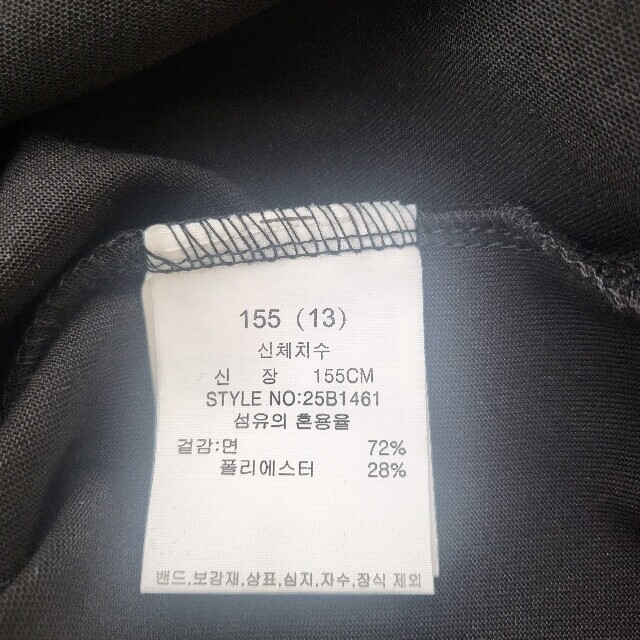 155 (13)
신체치수
신 장 155CM
STYLE NO:25B1461
섬유의 혼용율
겉감:면 72%
폴리에스터 28%
밴드,보강재,상표,심지,자수,장식 제외